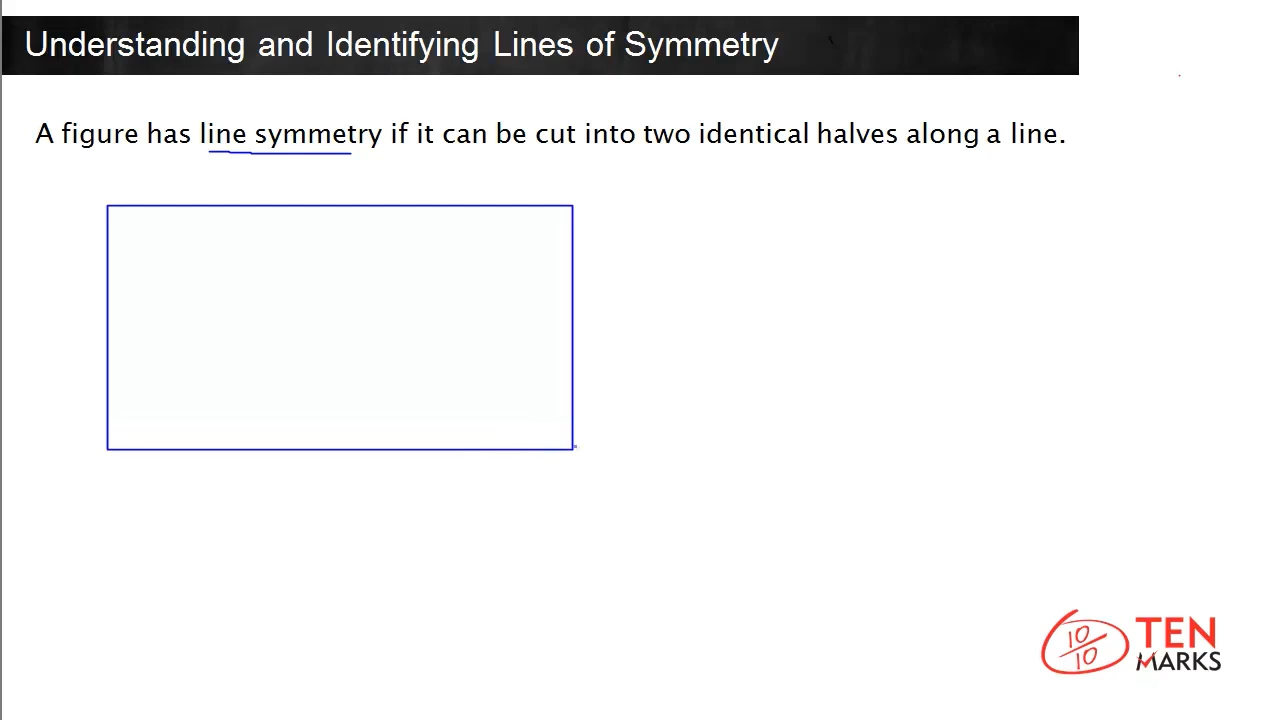 Understanding and Identifying Lines of Symmetry
A figure has line symmetry if it can be cut into two identical halves along a line.
10
10
TEN
MARKS